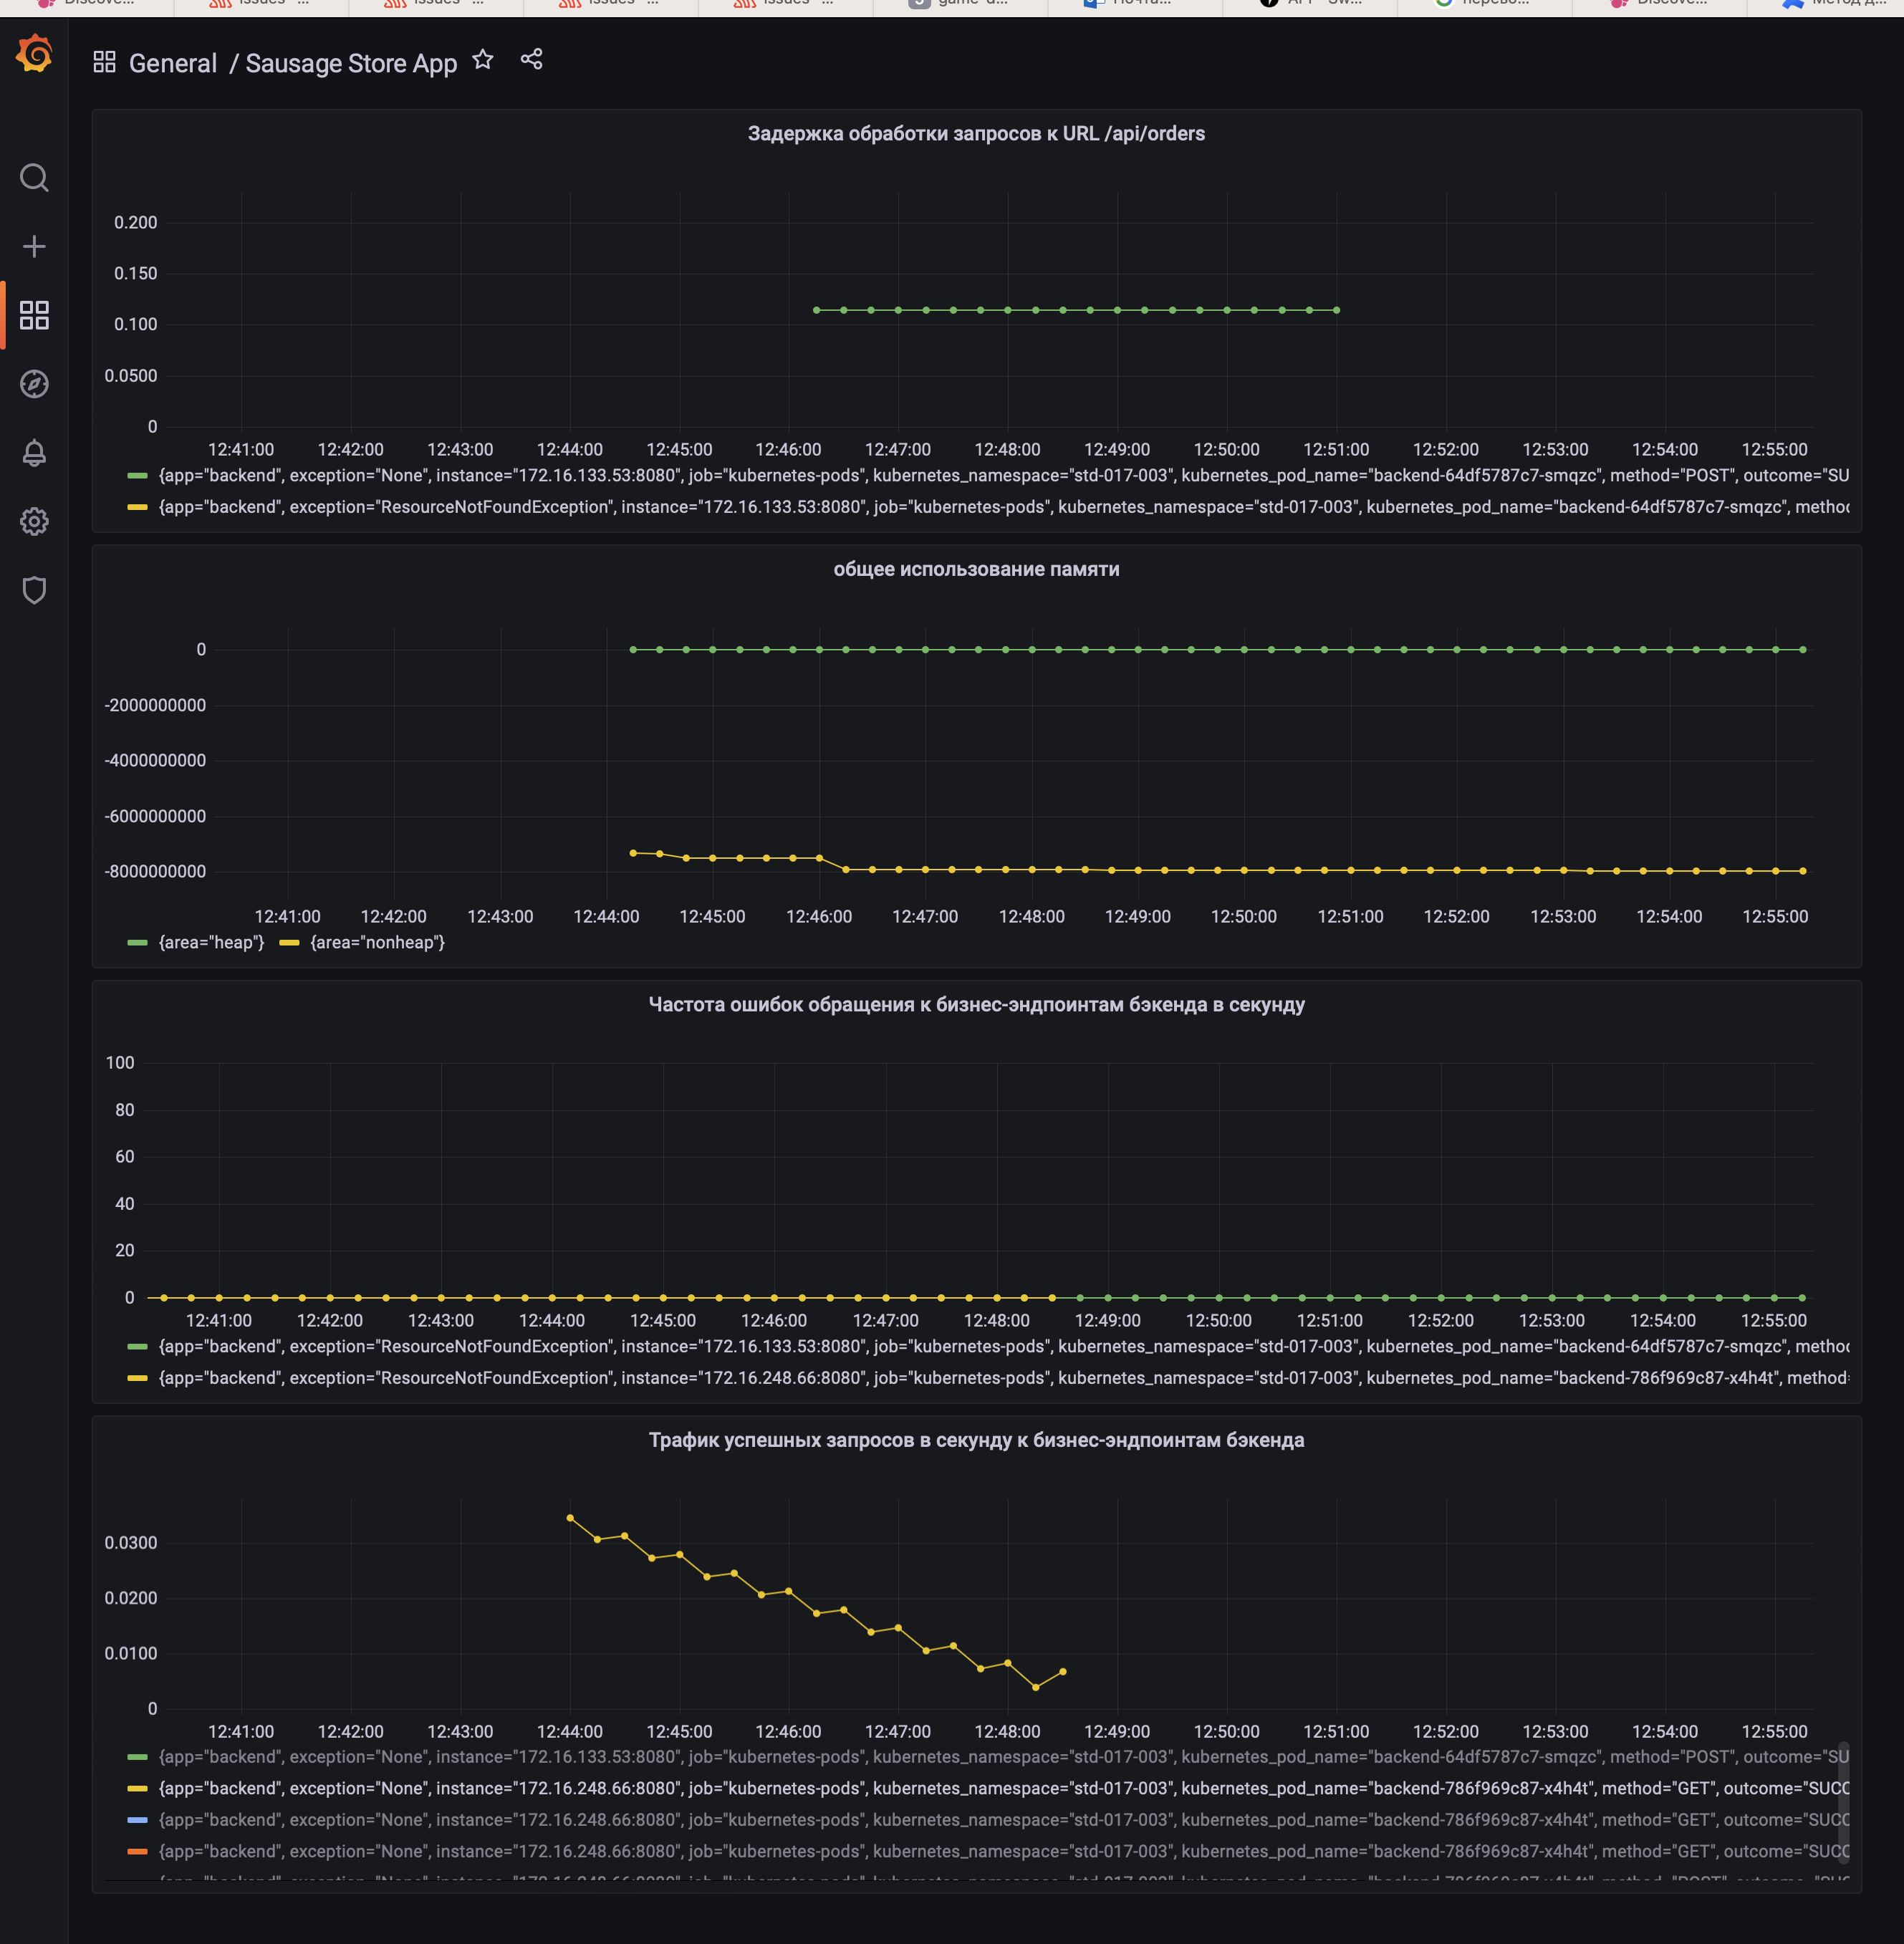 General / Sausage Store App
Задержка обработки запросов к URL /api/orders
0.200
0.150
0.100
0.0500
0
12:41:00 12:42:00 12:43:00 12:44:00 12:45:00 12:46:00 12:47:00 12:48:00 12:49:00 12:50:00 12:51:00 12:52:00 12:53:00 12:54:00 12:55:00
{app="backend", exception="None", instance="172.16.133.53:8080", job="kubernetes-pods", kubernetes_namespace="std-017-003", kubernetes_pod_name="backend-64df5787c7-smqzc", method="POST", outcome="SU
{app="backend", exception="ResourceNotFoundException", instance="172.16.133.53:8080", job="kubernetes-pods", kubernetes_namespace="std-017-003", kubernetes_pod_name="backend-64df5787c7-smqzc", method
общее использование памяти
0
-2000000000
-4000000000
-6000000000
-8000000000
12:41:00 12:42:00 12:43:00 12:44:00 12:45:00 12:46:00 12:47:00 12:48:00 12:49:00 12:50:00 12:51:00 12:52:00 12:53:00 12:54:00 12:55:00
{area="heap"} {area="nonheap"}
Частота ошибок обращения к бизнес-эндпоинтам бэкенда в секунду
100
80
60
40
20
0
12:41:00 12:42:00 12:43:00 12:44:00 12:45:00 12:46:00 12:47:00 12:48:00 12:49:00 12:50:00 12:51:00 12:52:00 12:53:00 12:54:00 12:55:00
{app="backend", exception="ResourceNotFoundException", instance="172.16.133.53:8080", job="kubernetes-pods", kubernetes_namespace="std-017-003", kubernetes_pod_name="backend-64df5787c7-smqzc", method
{app="backend", exception="ResourceNotFoundException", instance="172.16.248.66:8080", job="kubernetes-pods", kubernetes_namespace="std-017-003", kubernetes_pod_name="backend-786f969c87-x4h4t", method=
Трафик успешных запросов в секунду к бизнес-эндпоинтам бэкенда
0.0300
0.0200
0.0100
0
12:41:00 12:42:00 12:43:00 12:44:00 12:45:00 12:46:00 12:47:00 12:48:00 12:49:00 12:50:00 12:51:00 12:52:00 12:53:00 12:54:00 12:55:00
{app="backend", exception="None", instance="172.16.133.53:8080", job="kubernetes-pods", kubernetes_namespace="std-017-003", kubernetes_pod_name="backend-64df5787c7-smqzc", method="POST", outcome="SU
{app="backend", exception="None", instance="172.16.248.66:8080", job="kubernetes-pods", kubernetes_namespace="std-017-003", kubernetes_pod_name="backend-786f969c87-x4h4t", method="GET", outcome="SUCC
{app="backend", exception="None", instance="172.16.248.66:8080", job="kubernetes-pods", kubernetes_namespace="std-017-003", kubernetes_pod_name="backend-786f969c87-x4h4t", method="GET", outcome="SUCC
{app="backend", exception="None", instance="172.16.248.66:8080", job="kubernetes-pods", kubernetes_namespace="std-017-003", kubernetes_pod_name="backend-786f969c87-x4h4t", method="GET", outcome="SUCC